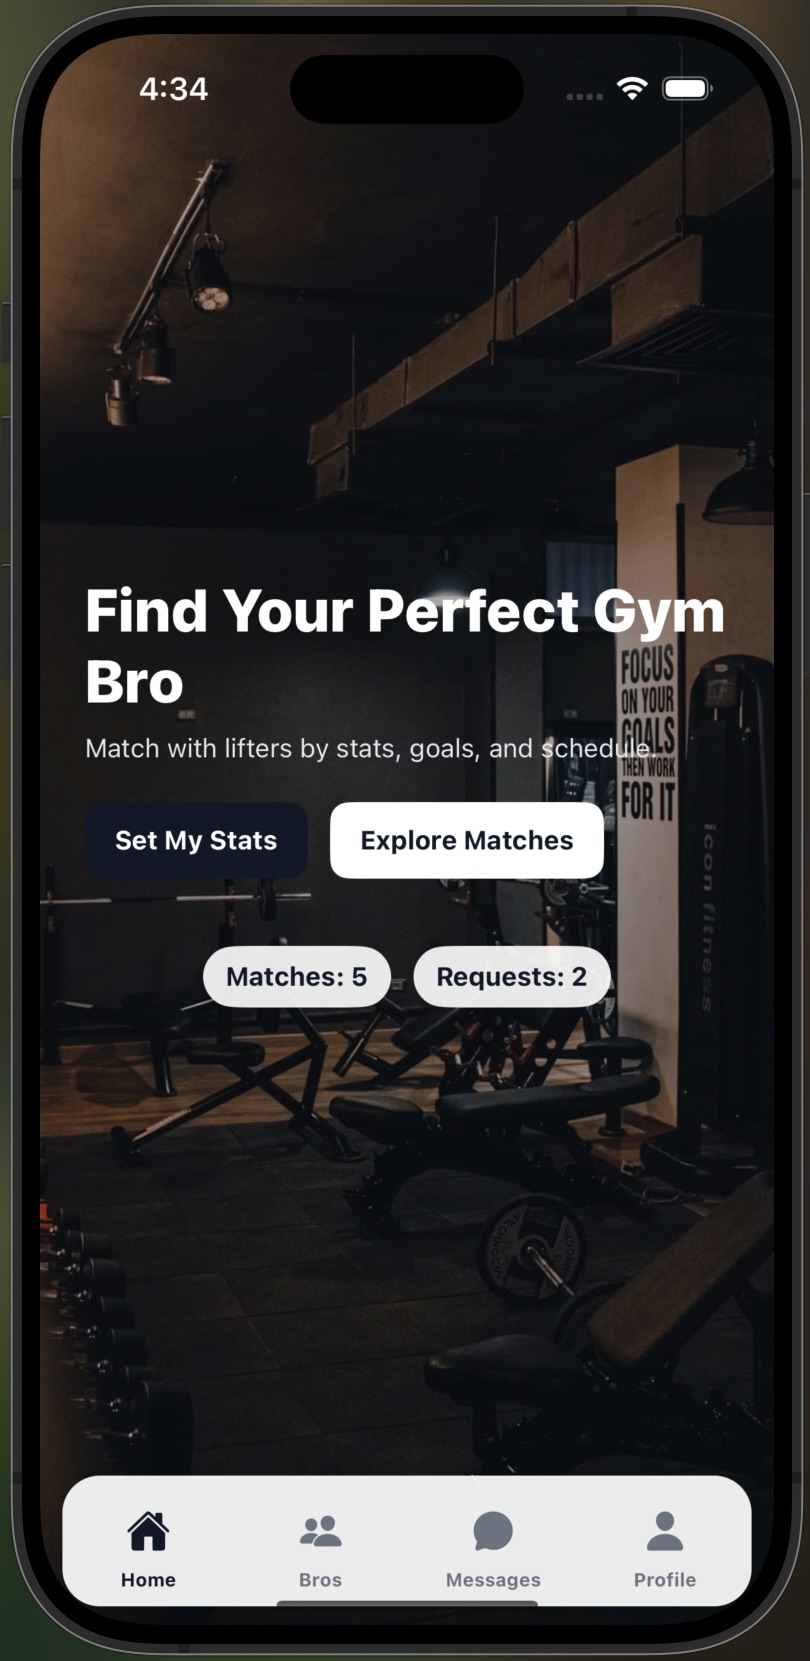 4:34
Find Your Perfect Gym
Bro
FOCUS
ON YOUR
GOALS
THEN WORK
FOR IT
Match with lifters by stats, goals, and schedule.
Set My Stats
Explore Matches
icon fitness
Matches: 5
Requests: 2
Home
Bros
Messages
Profile